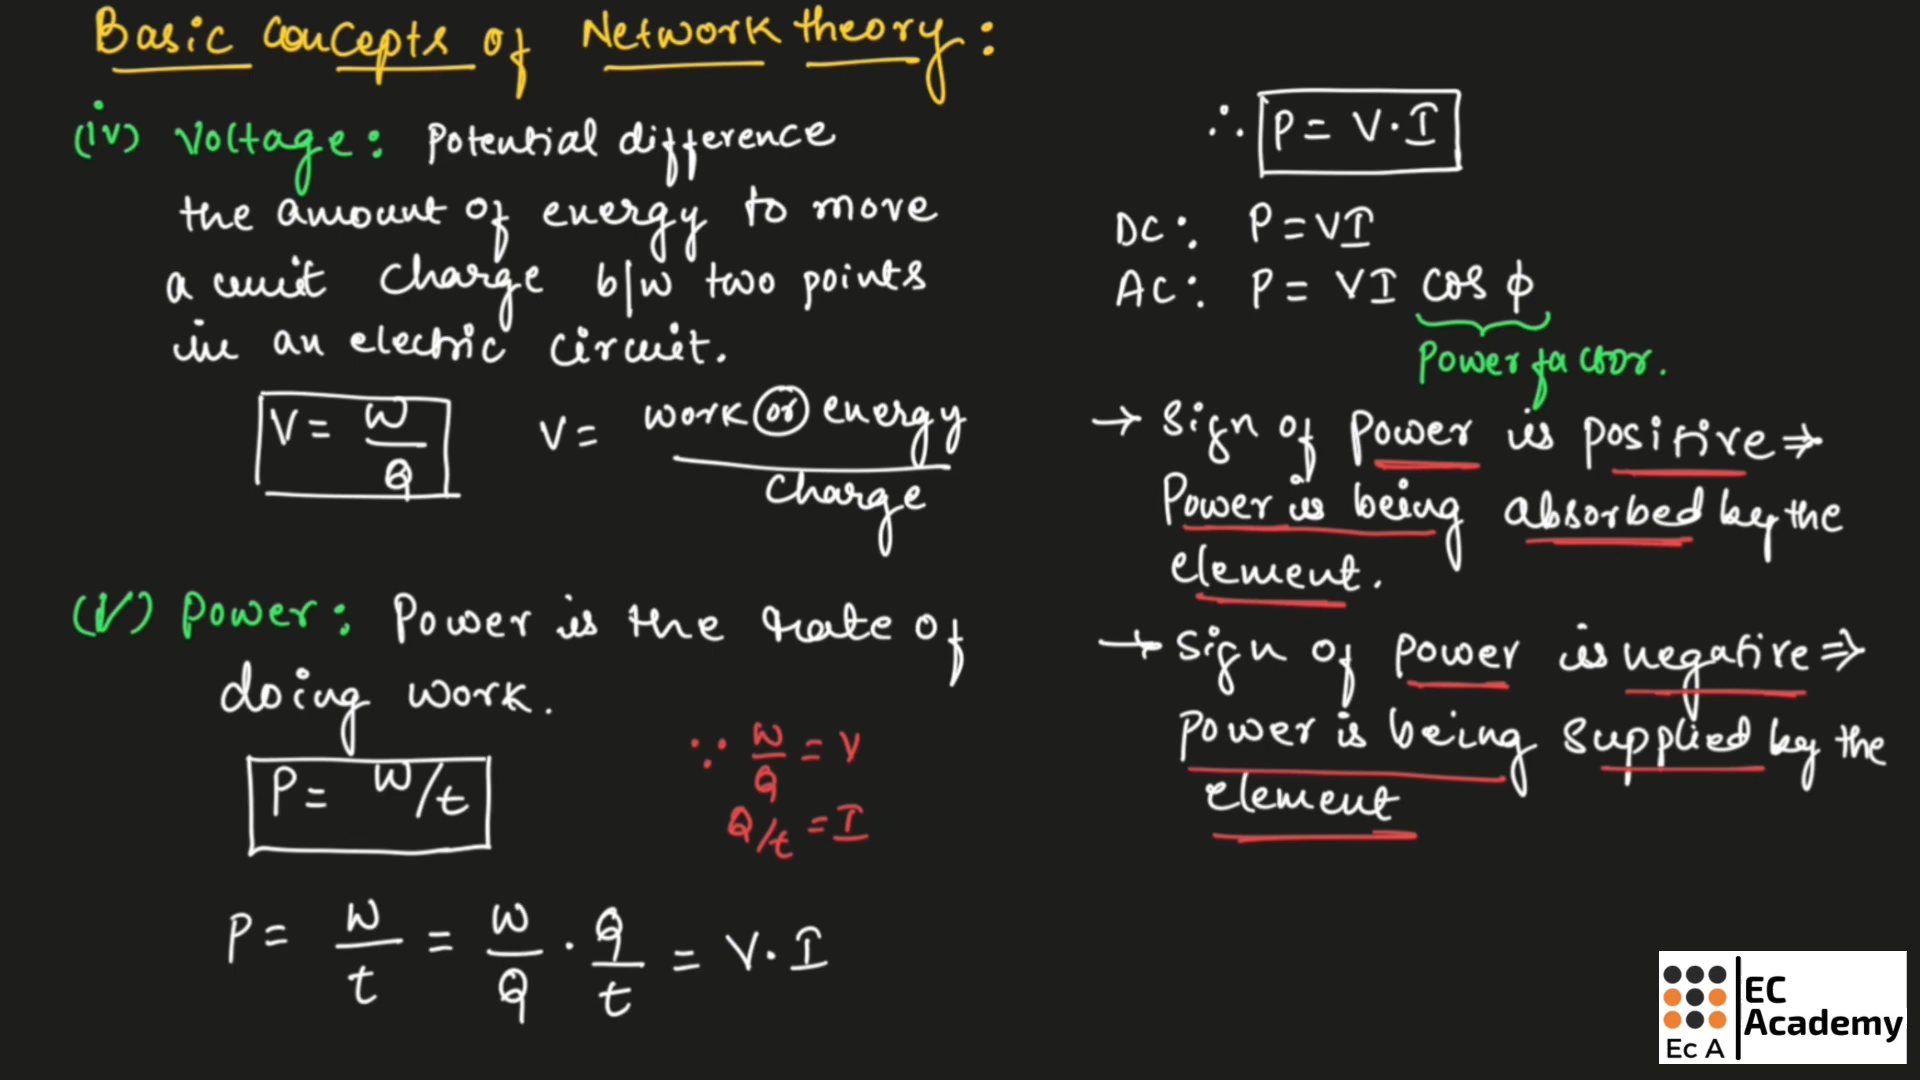 Basic Concepts of Network theory:
(iv) Voltage: Potential difference
the amount of energy to move
a unit charge b/w two points
in an electric circuit.
V = W/Q V = work or energy / charge
(V) Power: Power is the rate of
doing work.
P = W/t
∵ W/Q = V
Q/t = I
P = W/t = W/Q · Q/t = V·I
∴ P = V·I
DC: P = VI
AC: P = VI cos ϕ
Power factor.
→ Sign of power is positive ⇒
Power is being absorbed by the
element.
→ Sign of power is negative ⇒
Power is being supplied by the
element
EC
Academy
Ec A